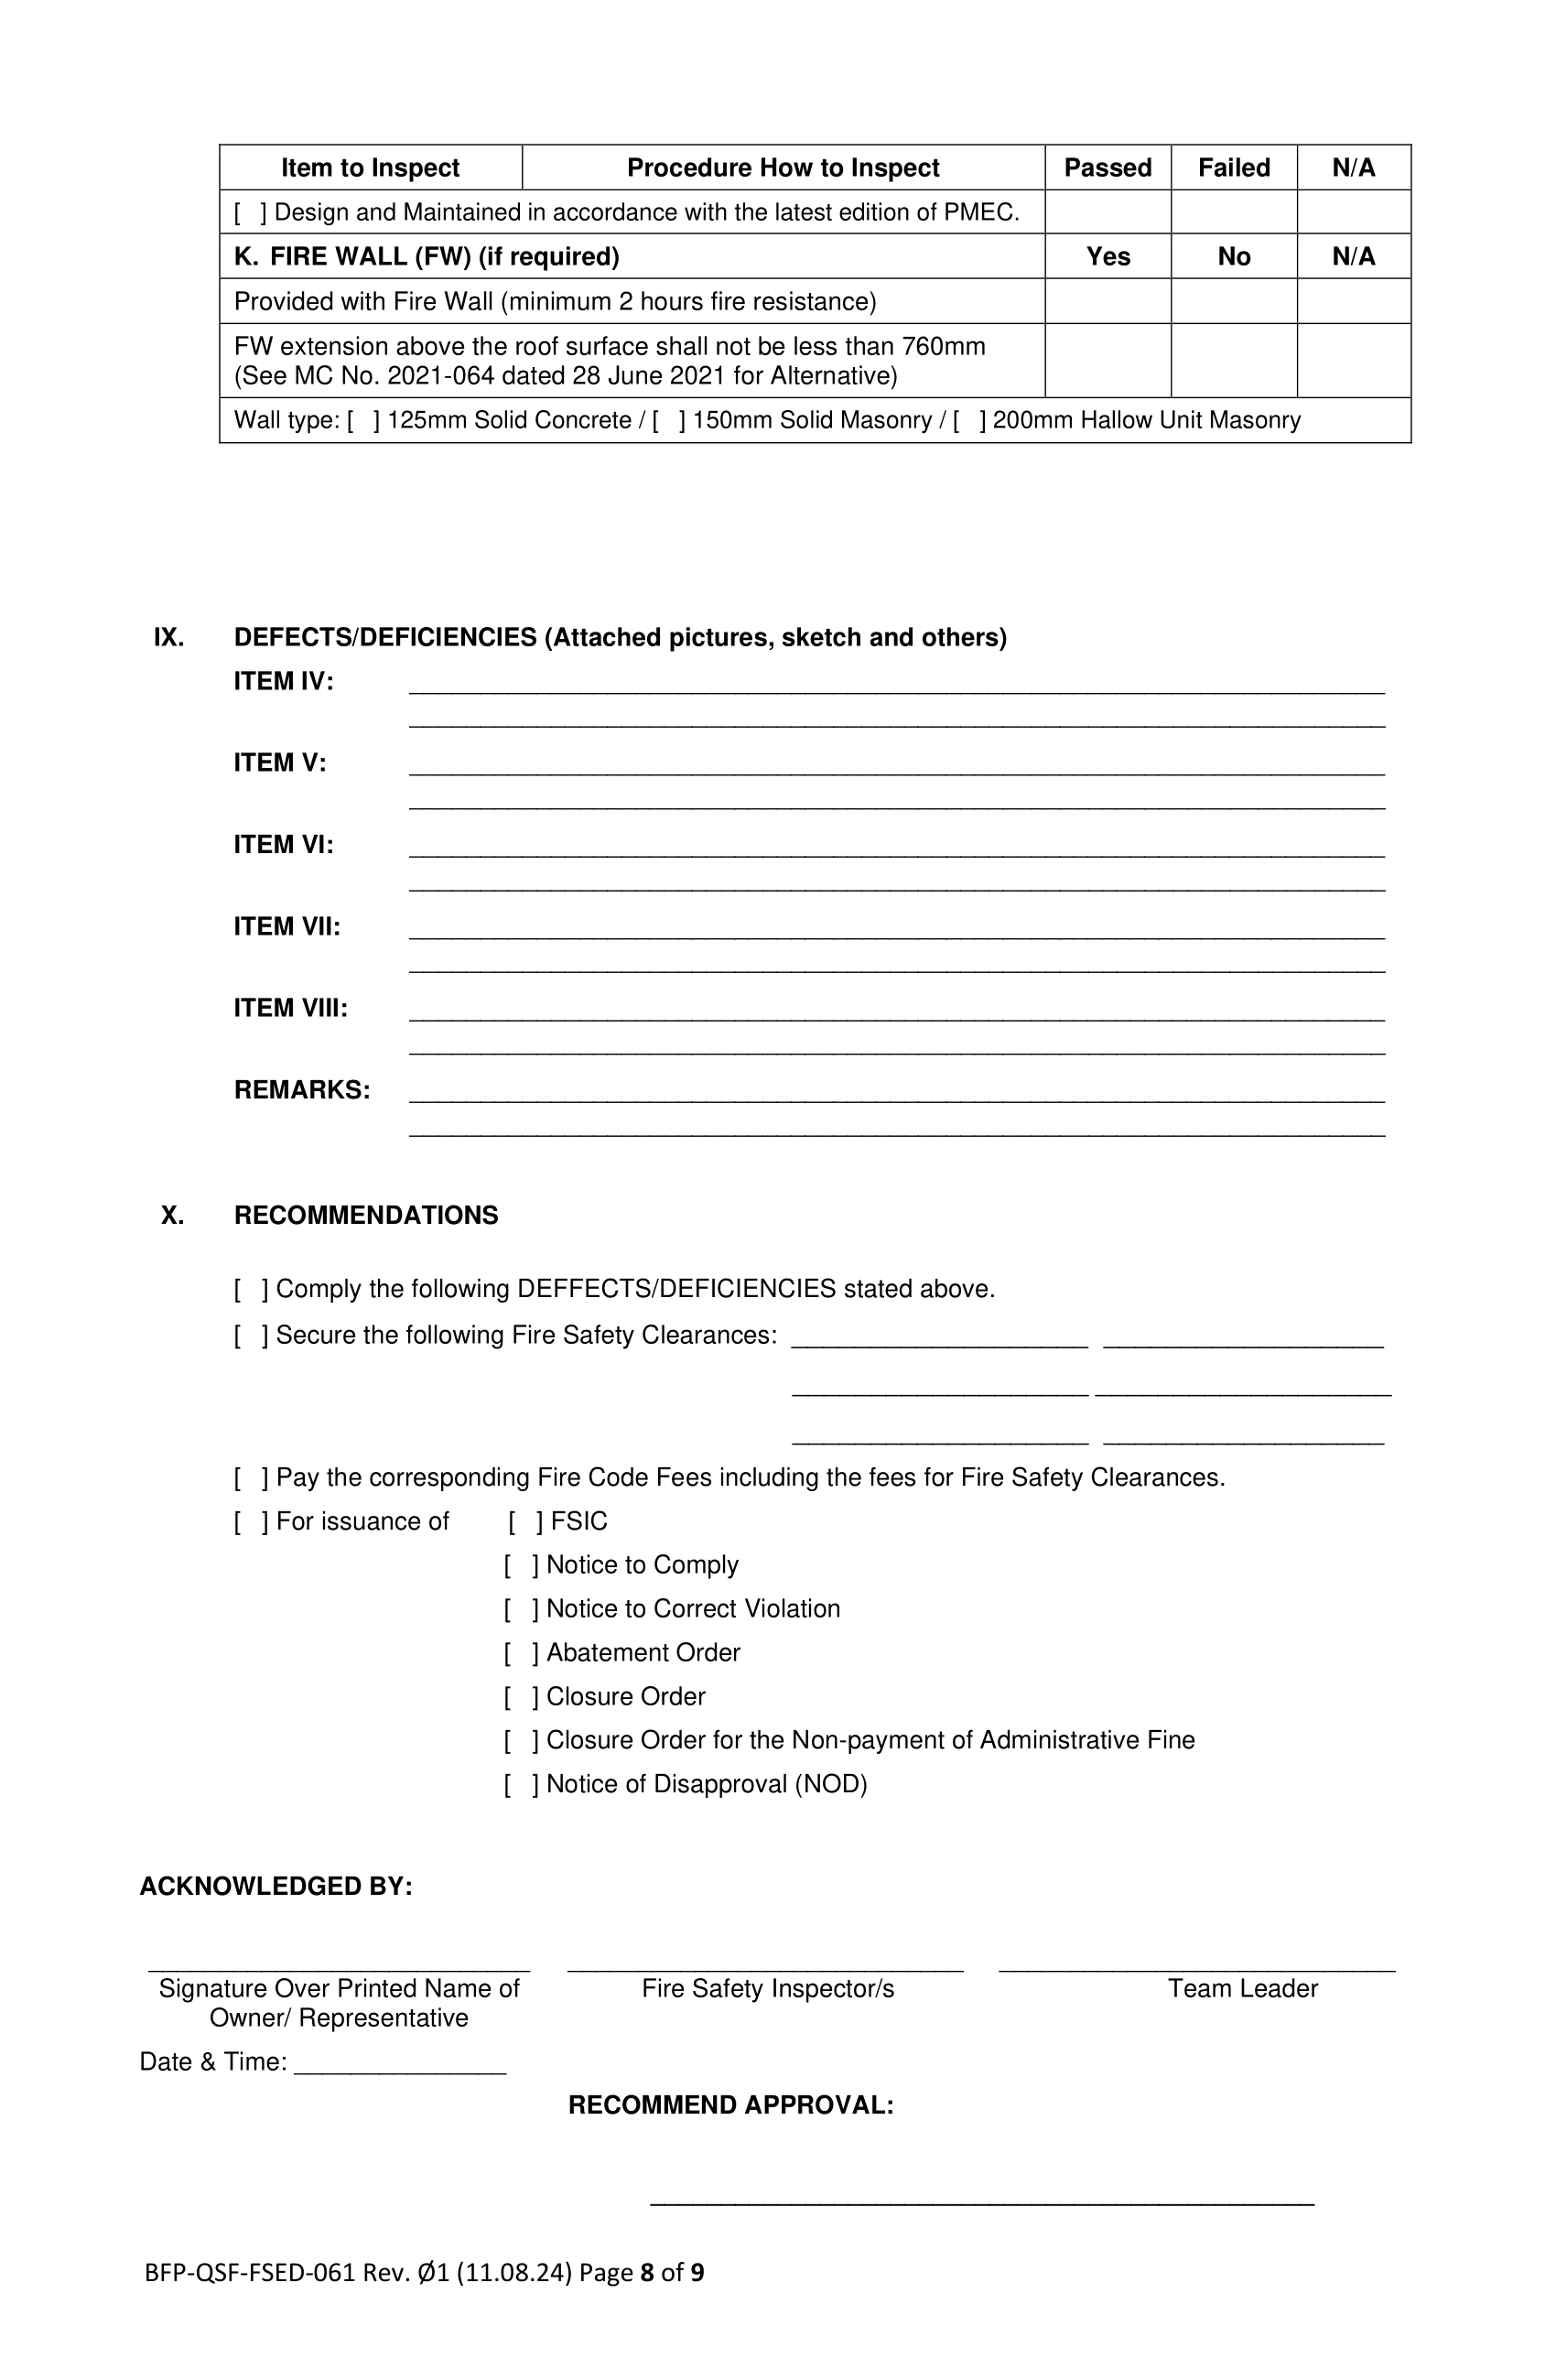 Item to Inspect Procedure How to Inspect Passed Failed N/A
[ ] Design and Maintained in accordance with the latest edition of PMEC.
K. FIRE WALL (FW) (if required) Yes No N/A
Provided with Fire Wall (minimum 2 hours fire resistance)
FW extension above the roof surface shall not be less than 760mm
(See MC No. 2021-064 dated 28 June 2021 for Alternative)
Wall type: [ ] 125mm Solid Concrete / [ ] 150mm Solid Masonry / [ ] 200mm Hallow Unit Masonry
IX. DEFECTS/DEFICIENCIES (Attached pictures, sketch and others)
ITEM IV:
ITEM V:
ITEM VI:
ITEM VII:
ITEM VIII:
REMARKS:
X. RECOMMENDATIONS
[ ] Comply the following DEFFECTS/DEFICIENCIES stated above.
[ ] Secure the following Fire Safety Clearances:
[ ] Pay the corresponding Fire Code Fees including the fees for Fire Safety Clearances.
[ ] For issuance of [ ] FSIC
[ ] Notice to Comply
[ ] Notice to Correct Violation
[ ] Abatement Order
[ ] Closure Order
[ ] Closure Order for the Non-payment of Administrative Fine
[ ] Notice of Disapproval (NOD)
ACKNOWLEDGED BY:
Signature Over Printed Name of Fire Safety Inspector/s Team Leader
Owner/ Representative
Date & Time:
RECOMMEND APPROVAL:
BFP-QSF-FSED-061 Rev. Ø1 (11.08.24) Page 8 of 9